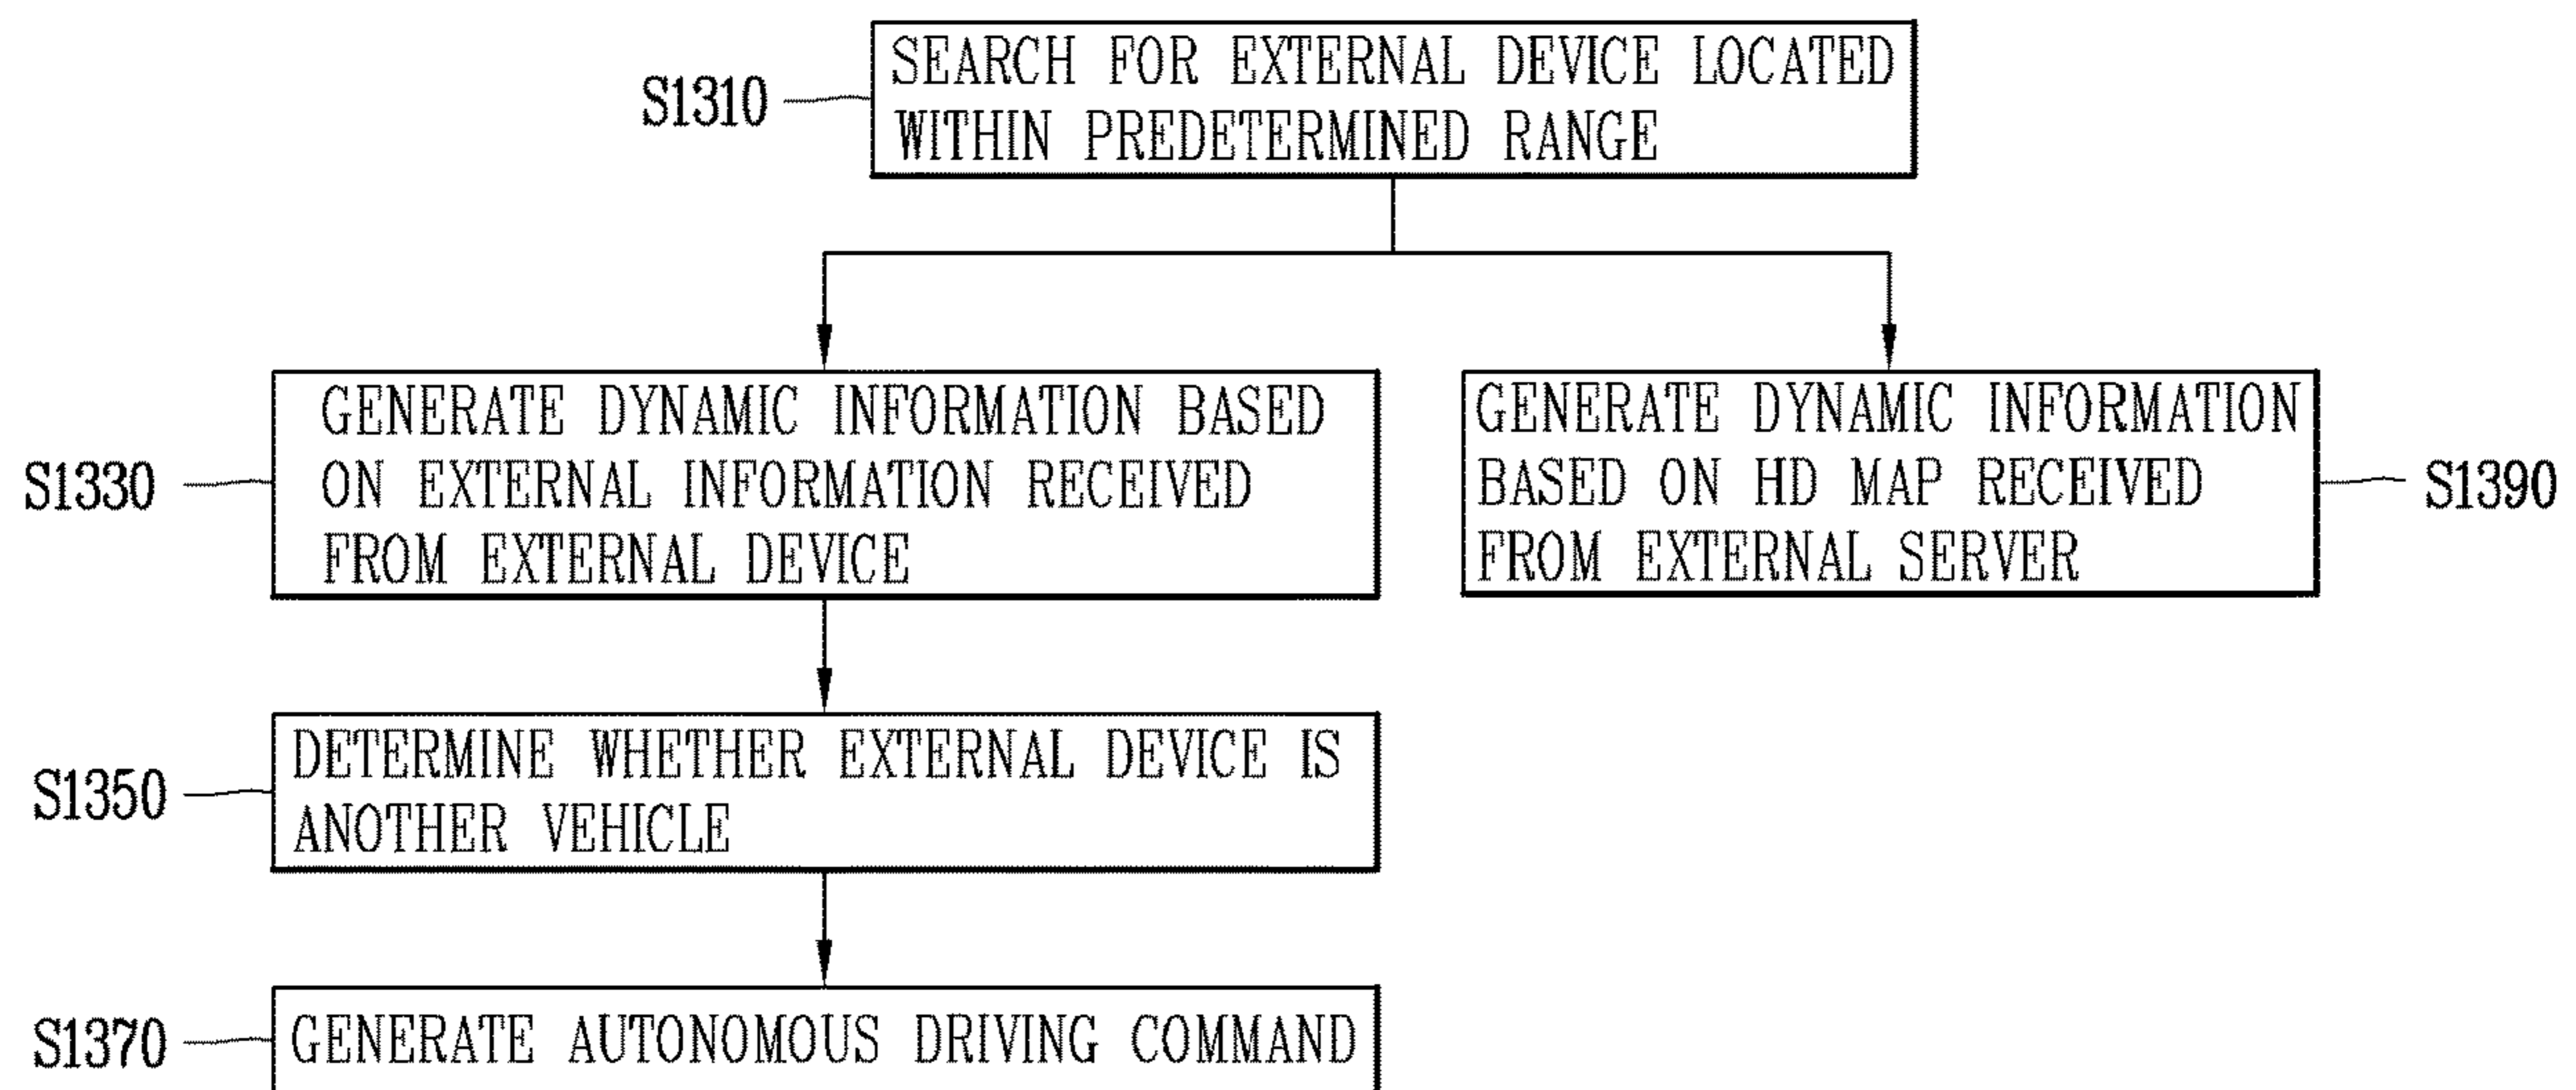 S1310
SEARCH FOR EXTERNAL DEVICE LOCATED
WITHIN PREDETERMINED RANGE
S1330
GENERATE DYNAMIC INFORMATION BASED
ON EXTERNAL INFORMATION RECEIVED
FROM EXTERNAL DEVICE
GENERATE DYNAMIC INFORMATION
BASED ON HD MAP RECEIVED
FROM EXTERNAL SERVER
S1390
S1350
DETERMINE WHETHER EXTERNAL DEVICE IS
ANOTHER VEHICLE
S1370
GENERATE AUTONOMOUS DRIVING COMMAND